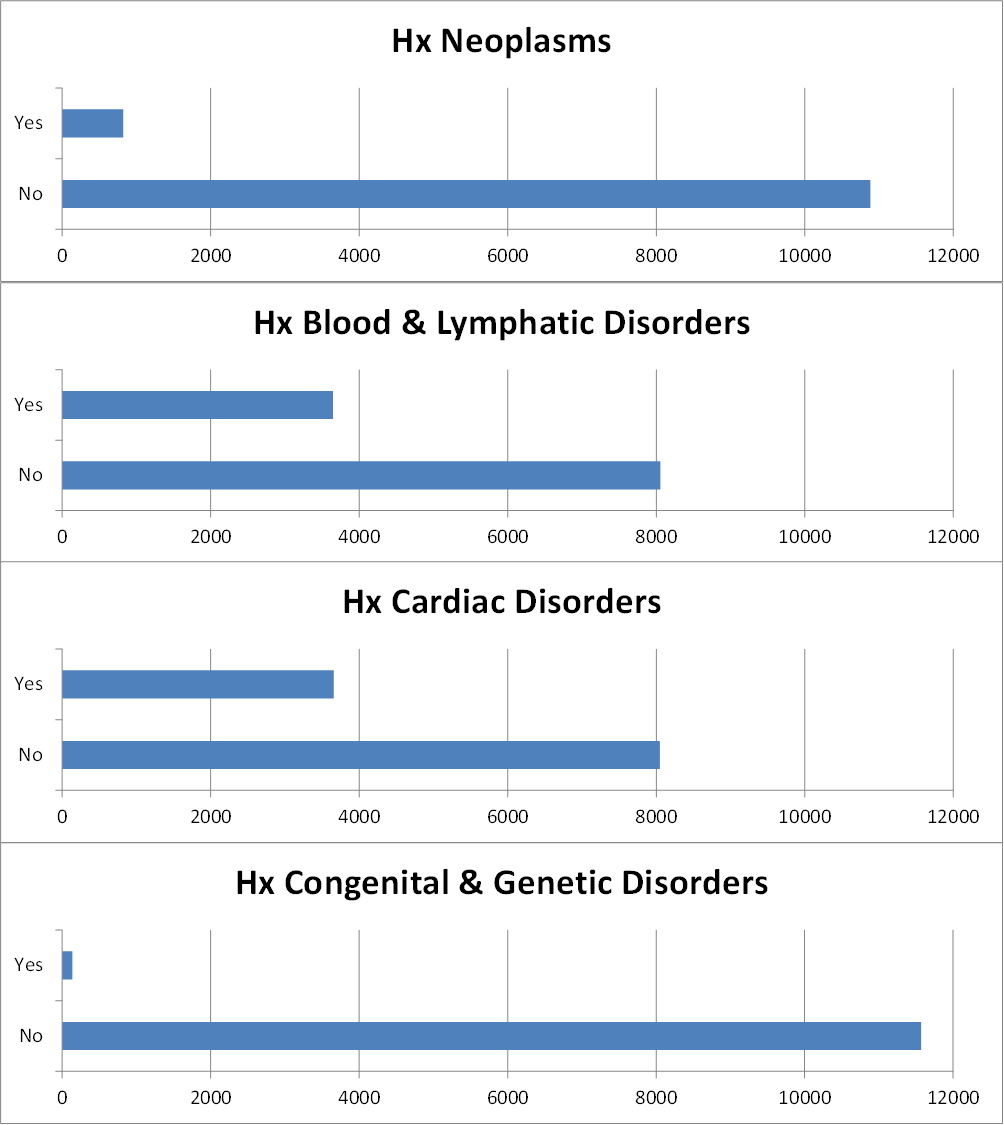 Hx Neoplasms
Yes
No
0 2000 4000 6000 8000 10000 12000
Hx Blood & Lymphatic Disorders
Yes
No
0 2000 4000 6000 8000 10000 12000
Hx Cardiac Disorders
Yes
No
0 2000 4000 6000 8000 10000 12000
Hx Congenital & Genetic Disorders
Yes
No
0 2000 4000 6000 8000 10000 12000